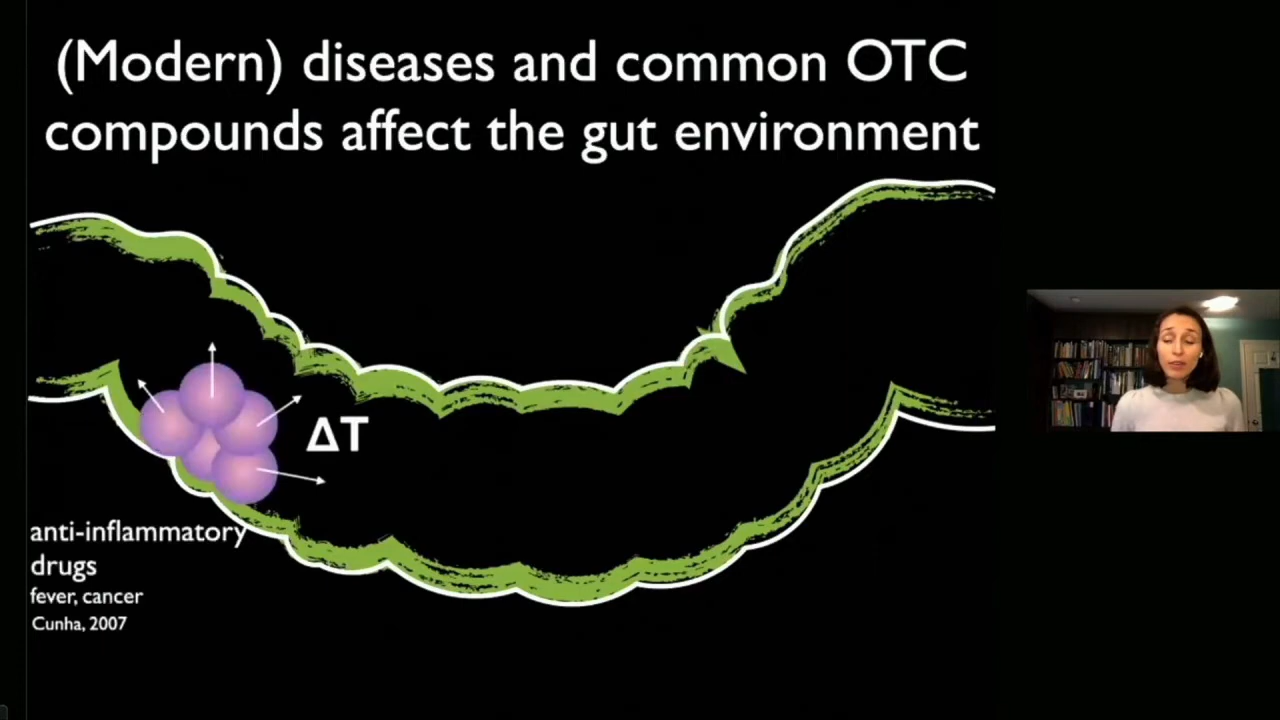 (Modern) diseases and common OTC
compounds affect the gut environment
ΔT
anti-inflammatory
drugs
fever, cancer
Cunha, 2007